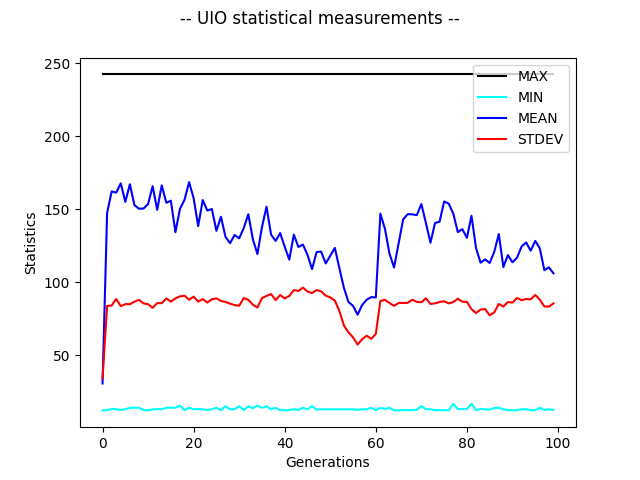 -- UIO statistical measurements --
250
200
150
100
50
Statistics
MAX
MIN
MEAN
STDEV
0 20 40 60 80 100
Generations